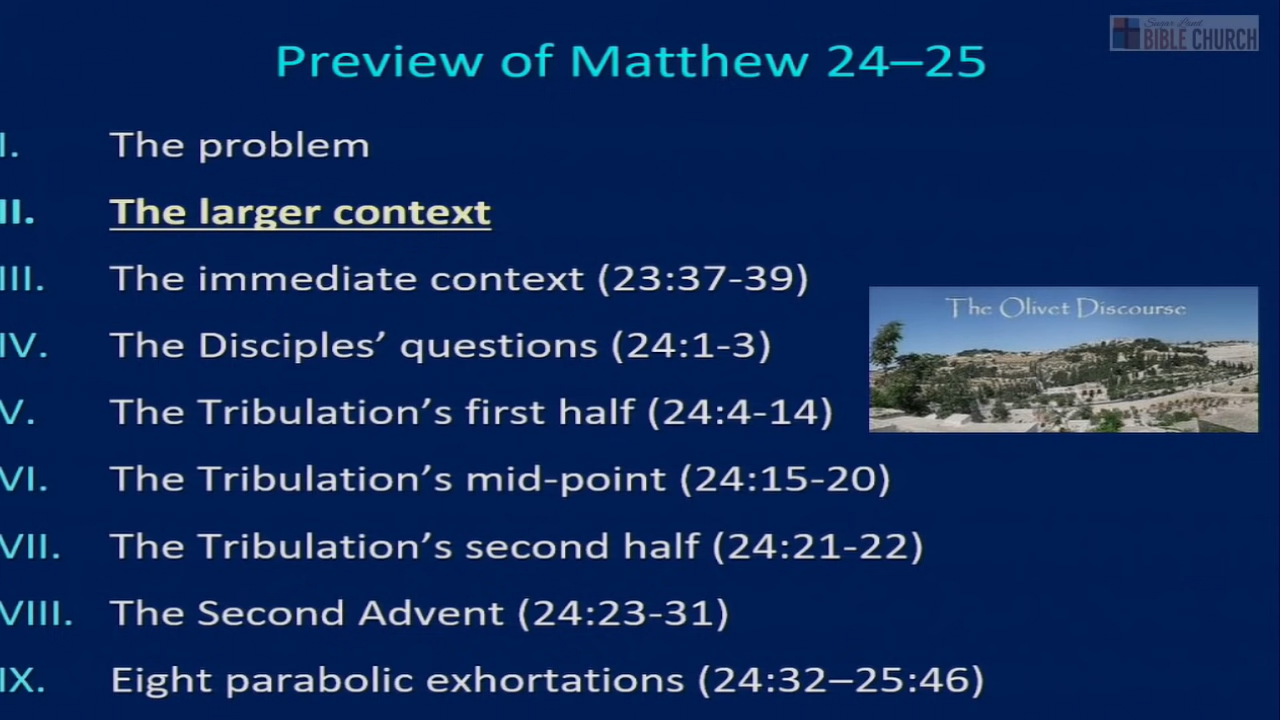 Sugar Land
BIBLE CHURCH
Preview of Matthew 24–25
I. The problem
II. The larger context
III. The immediate context (23:37-39)
The Olivet Discourse
IV. The Disciples’ questions (24:1-3)
V. The Tribulation’s first half (24:4-14)
VI. The Tribulation’s mid-point (24:15-20)
VII. The Tribulation’s second half (24:21-22)
VIII. The Second Advent (24:23-31)
IX. Eight parabolic exhortations (24:32–25:46)